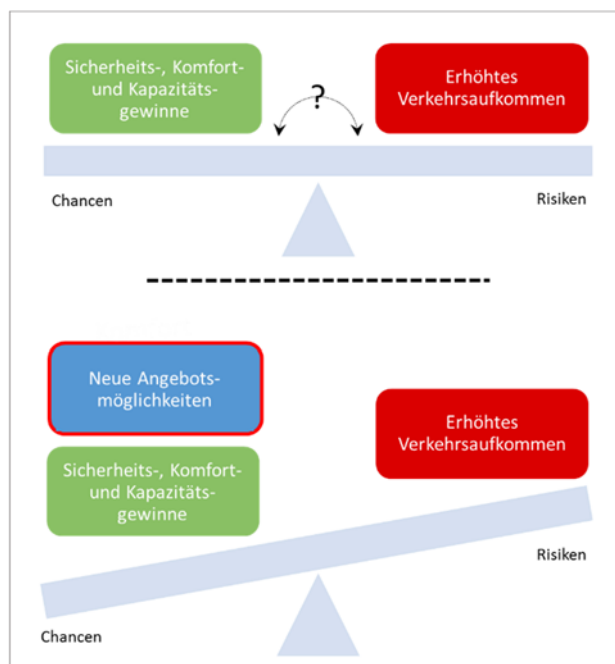 Sicherheits-, Komfort-
und Kapazitäts-
gewinne
?
Erhöhtes
Verkehrsaufkommen
Chancen
Risiken
Neue Angebots-
möglichkeiten
Erhöhtes
Verkehrsaufkommen
Sicherheits-, Komfort-
und Kapazitäts-
gewinne
Risiken
Chancen